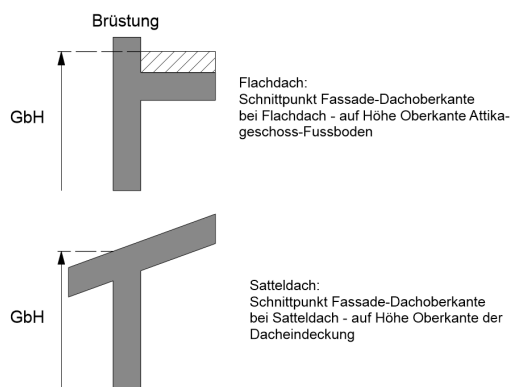 Brüstung
GbH
Flachdach:
Schnittpunkt Fassade-Dachoberkante
bei Flachdach - auf Höhe Oberkante Attika-
geschoss-Fussboden
GbH
Satteldach:
Schnittpunkt Fassade-Dachoberkante
bei Satteldach - auf Höhe Oberkante der
Dacheindeckung